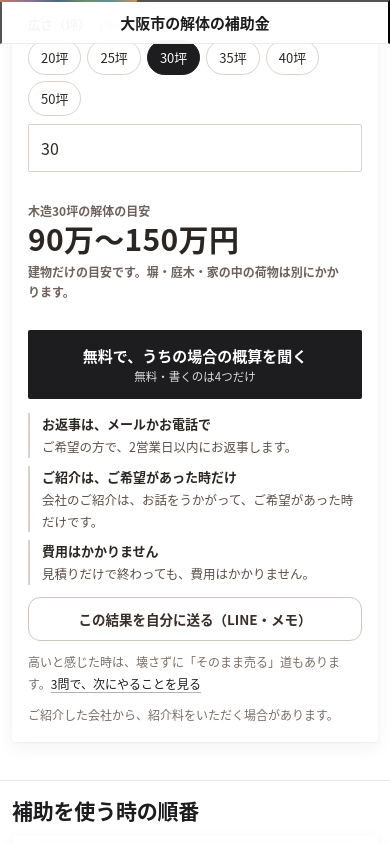 大阪市の解体の補助金
広さ（坪）
20坪 25坪 30坪 35坪 40坪
50坪
30
木造30坪の解体の目安
90万〜150万円
建物だけの目安です。塀・庭木・家の中の荷物は別にかか
ります。
無料で、うちの場合の概算を聞く
無料・書くのは4つだけ
お返事は、メールかお電話で
ご希望の方で、2営業日以内にお返事します。
ご紹介は、ご希望があった時だけ
会社のご紹介は、お話をうかがって、ご希望があった時
だけです。
費用はかかりません
見積りだけで終わっても、費用はかかりません。
この結果を自分に送る（LINE・メモ）
高いと感じた時は、壊さずに「そのまま売る」道もありま
す。3問で、次にやることを見る
ご紹介した会社から、紹介料をいただく場合があります。
補助を使う時の順番